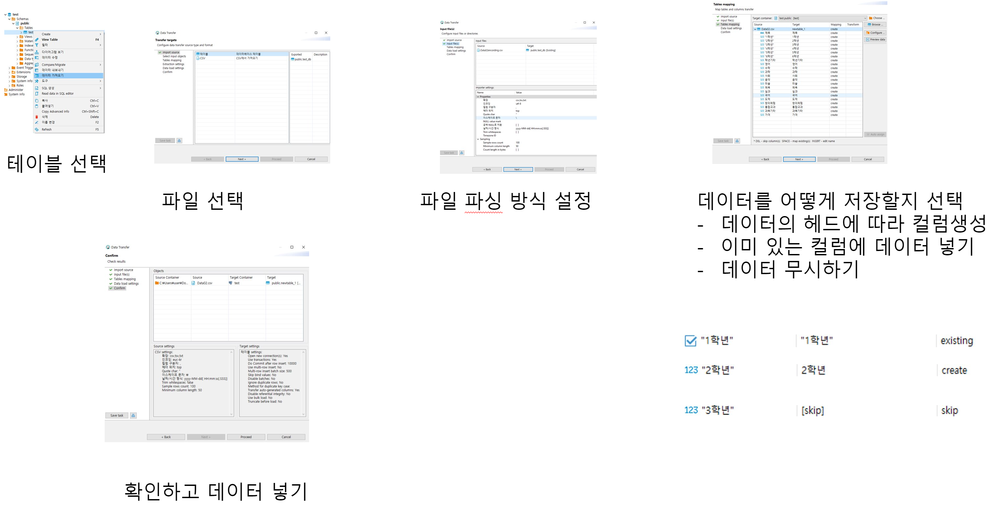 test
Schemas
public
Tables
test
Views
Materi
Indexe
Functi
Seque
Data t
Aggre
Event Trigge
Extensions
Storage
System Info
Roles
Administer
System Info
Create
View Table F4
필터
다이어그램 보기
데이터 수정
Compare/Migrate
데이터 내보내기
데이터 가져오기
도구
SQL 생성
Read data in SQL editor
복사 Ctrl+C
붙여넣기 Ctrl+V
Copy Advanced Info Ctrl+Shift+C
삭제 Delete
이름 변경 F2
Refresh F5
테이블 선택
Data Transfer
Transfer targets
Configure data transfer source type and format
Import source
Select input objects
Tables mapping
Extraction settings
Data load settings
Confirm
테이블 데이터베이스 테이블
CSV CSV에서 가져오기
Exported Description
public.test_db
Save task
< Back Next > Proceed Cancel
파일 선택
Data Transfer
Input file(s)
Configure input files or directories
Import source
Input file(s)
Tables mapping
Data load settings
Confirm
Input files:
Source Target
Data02encording.csv public.test_db [Existing]
Importer settings:
Name Value
Properties
확장 csv,tsv,txt
인코딩 utf-8
컬럼 구분자 ,
헤더 위치 top
Quote char "
이스케이프 문자 \
NULL value mark
공백 NULL로 치환 [ ]
날짜/시간 형식 yyyy-MM-dd[ HH:mm:ss[.SSS]]
Trim whitespaces [ ]
Timezone ID
Sampling
Sample rows count 100
Minimum column length 50
Count length in bytes [ ]
Save task
< Back Next > Proceed Cancel
파일 파싱 방식 설정
Tables mapping
Map tables and columns transfer
Import source
Input file(s)
Tables mapping
Data load settings
Confirm
Target container: test.public [test] Choose ...
Source Target Mapping Transform
Browse ...
Configure ...
Preview data
Data02.csv newtable_1 create
ABC 제목 제목 create
123 "1학년" 1학년 create
123 "2학년" 2학년 create
123 "3학년" 3학년 create
123 "4학년" 4학년 create
123 "5학년" 5학년 create
123 "6학년" 6학년 create
123 학년기타 학년기타 create
123 영어 영어 create
123 수학 수학 create
123 과학 과학 create
123 사회 사회 create
123 음악 음악 create
123 미술 미술 create
123 체육 체육 create
123 실과 실과 create
123 국어 국어 create
123 도덕 도덕 create
123 창의체험 창의체험 create
123 통합교과 통합교과 create
123 과목기타 과목기타 create
123 가격 가격 create
Auto assign
* DEL - skip column(s) SPACE - map existing(s) INSERT - edit name
Save task
< Back Next > Proceed Cancel
데이터를 어떻게 저장할지 선택
- 데이터의 헤드에 따라 컬럼생성
- 이미 있는 컬럼에 데이터 넣기
- 데이터 무시하기
"1학년" "1학년" existing
123 "2학년" 2학년 create
123 "3학년" [skip] skip
Data Transfer
Confirm
Check results
Import source
Input file(s)
Tables mapping
Data load settings
Confirm
Objects
Source Container Source Target Container Target
C:₩Users₩user₩Do... Data02.csv test public.newtable_1 [...
Source settings
CSV settings:
확장: csv,tsv,txt
인코딩: euc-kr
컬럼 구분자: ,
헤더 위치: top
Quote char: "
이스케이프 문자: ₩
날짜/시간 형식: yyyy-MM-dd[ HH:mm:ss[.SSS]]
Trim whitespaces: false
Sample rows count: 100
Minimum column length: 50
Target settings
테이블 settings:
Open new connection(s): Yes
Use transactions: Yes
Do Commit after row insert: 10000
Use multi-row insert: No
Multi-row insert batch size: 500
Skip bind values: No
Disable batches: No
Ignore duplicate rows: No
Method for duplicate key case:
Transfer auto-generated columns: Yes
Disable referential integrity: No
Use bulk load: No
Truncate before load: No
Save task
< Back Next > Proceed Cancel
확인하고 데이터 넣기